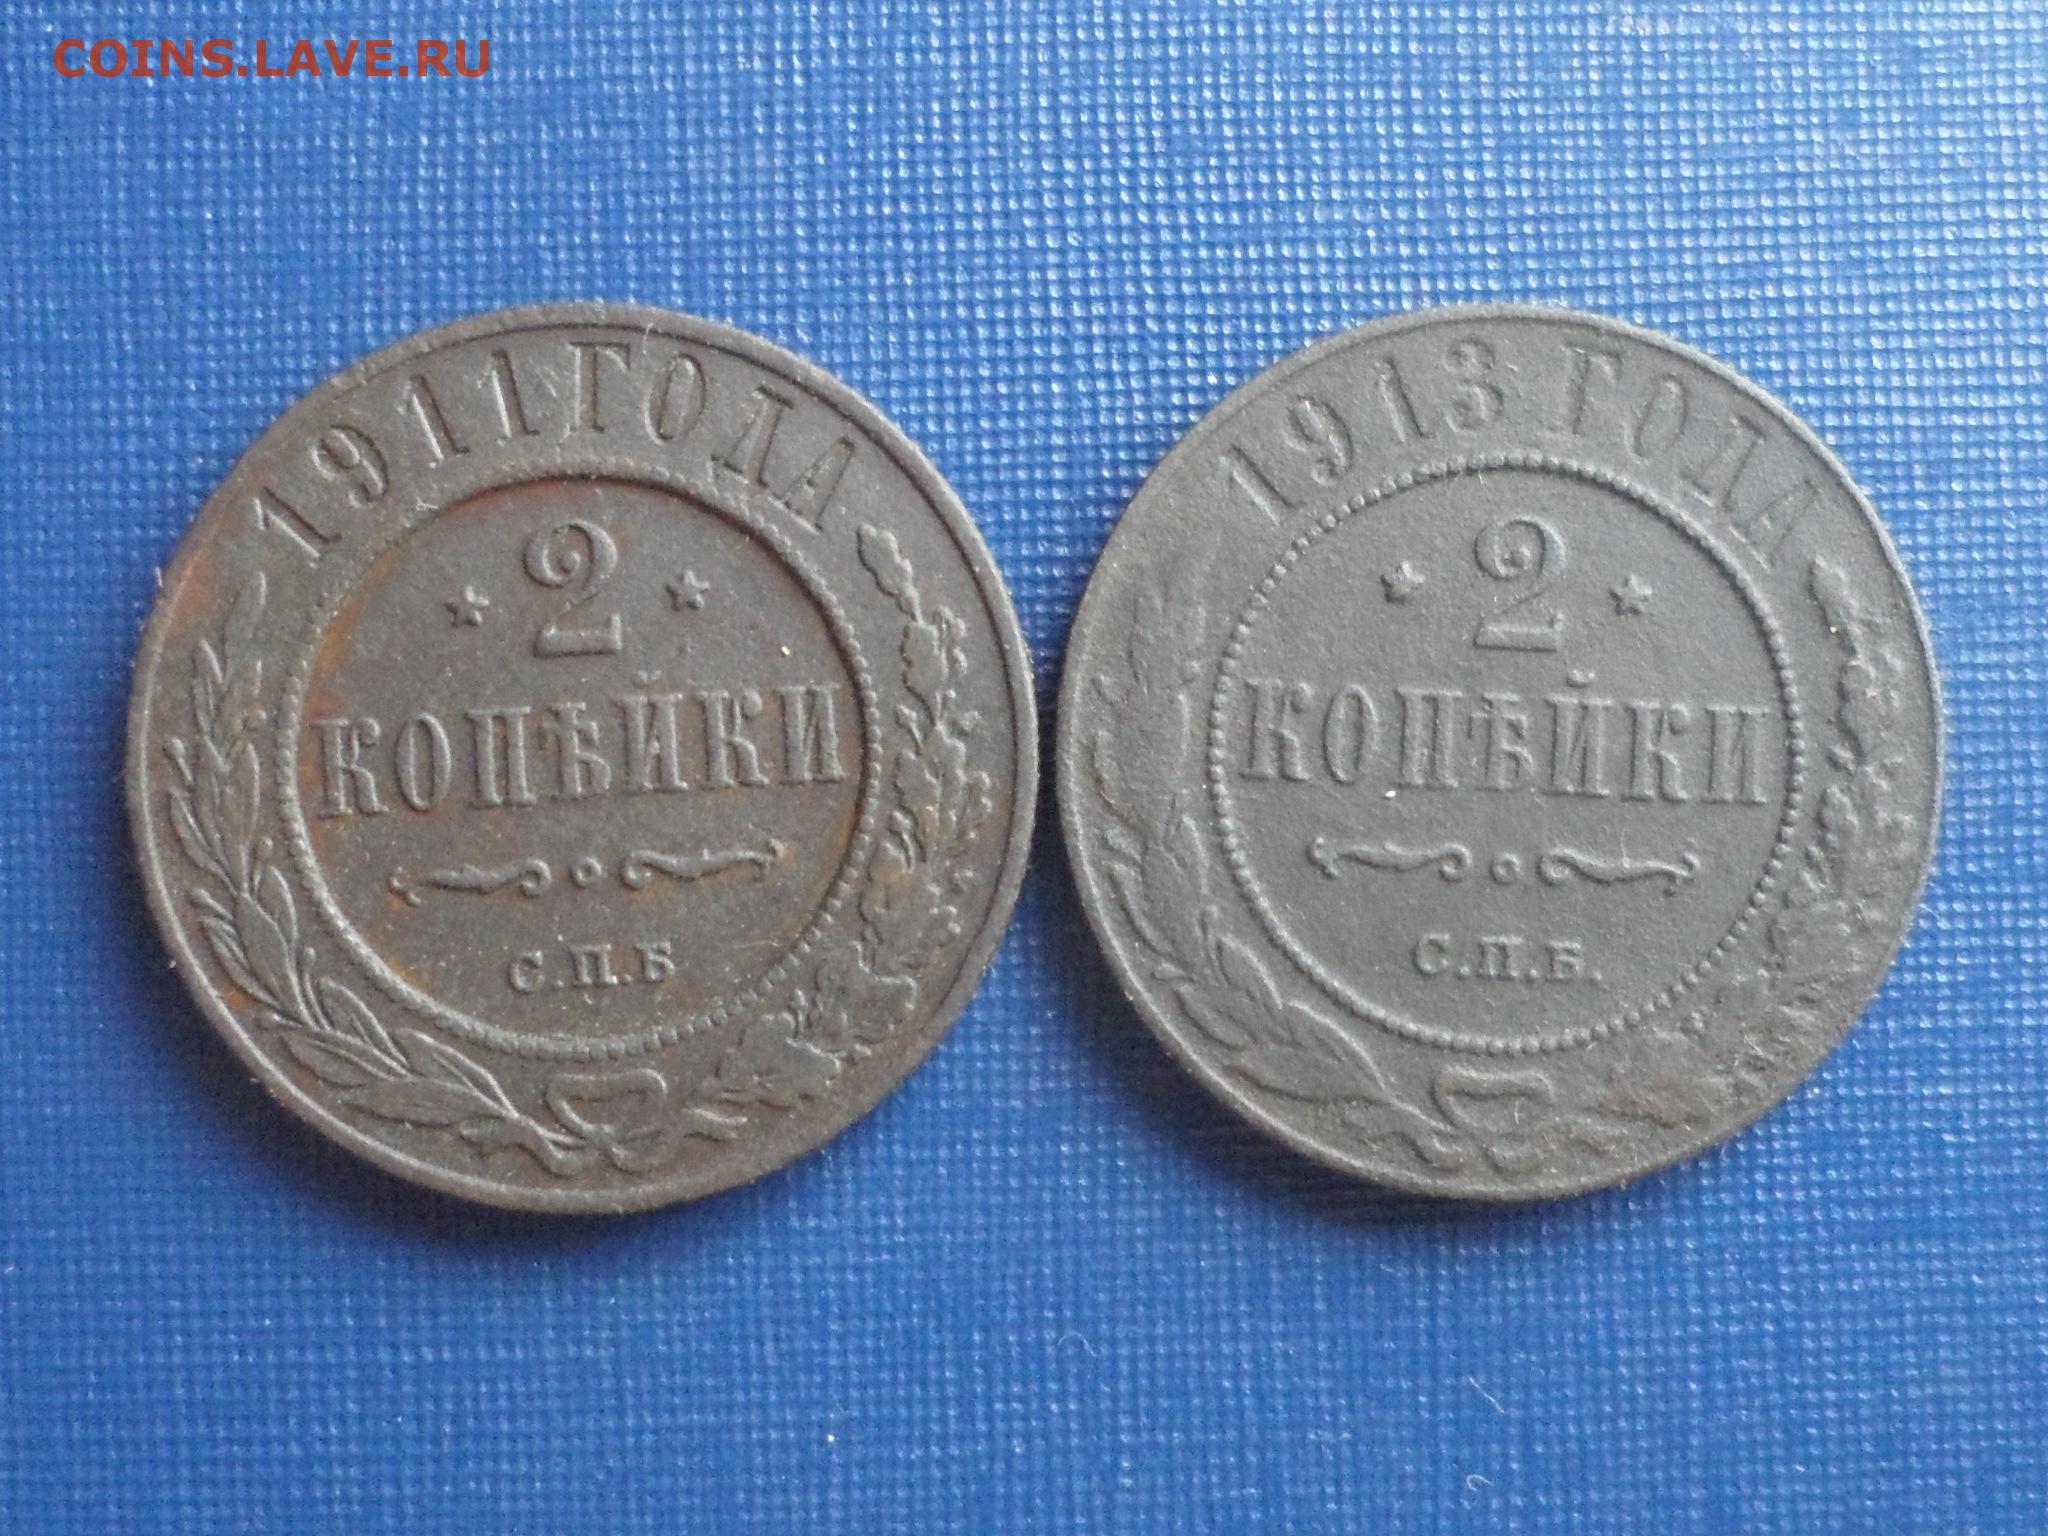 COINS.LAVE.RU
1911 ГОДА
2
КОПѢЙКИ
С.П.Б
1913 ГОДА
2
КОПѢЙКИ
С.П.Б.